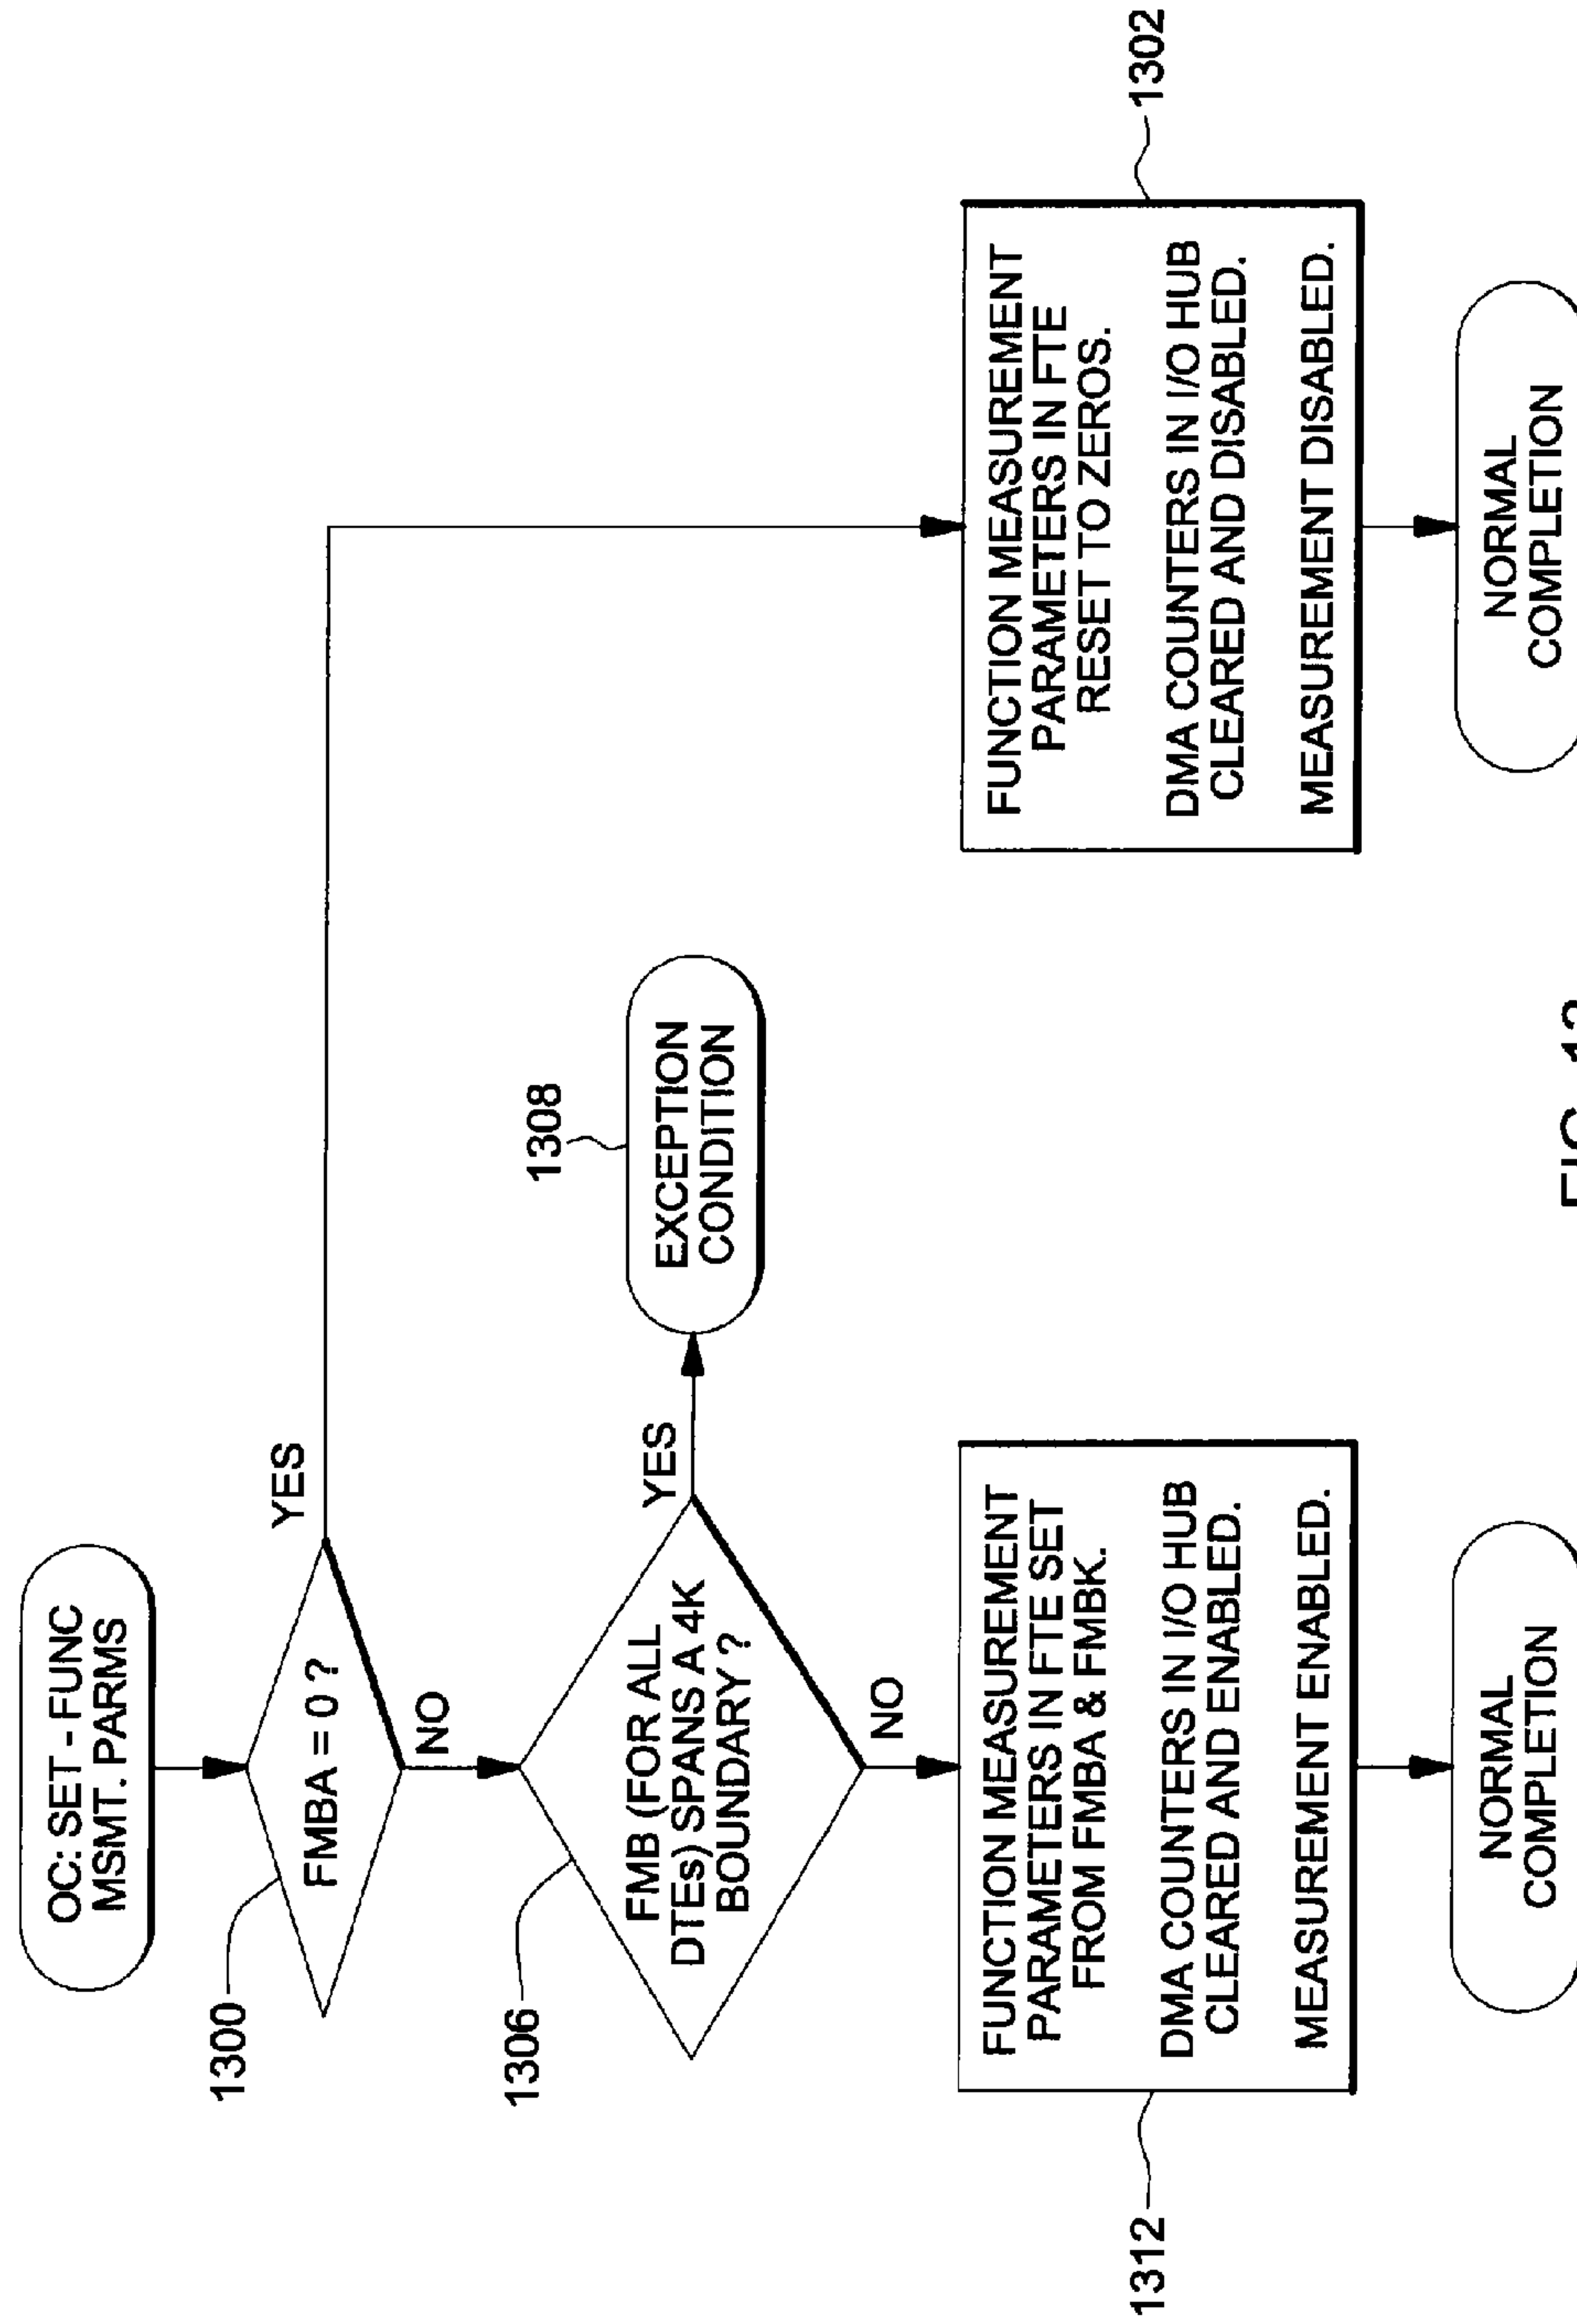 OC: SET - FUNC
MSMT. PARMS
1300
FMBA = 0 ?
YES
NO
1306
FMB (FOR ALL
DTEs) SPANS A 4K
BOUNDARY ?
YES
1308
EXCEPTION
CONDITION
NO
1312
FUNCTION MEASUREMENT
PARAMETERS IN FTE SET
FROM FMBA & FMBK.
DMA COUNTERS IN I/O HUB
CLEARED AND ENABLED.
MEASUREMENT ENABLED.
NORMAL
COMPLETION
1302
FUNCTION MEASUREMENT
PARAMETERS IN FTE
RESET TO ZEROS.
DMA COUNTERS IN I/O HUB
CLEARED AND DISABLED.
MEASUREMENT DISABLED.
NORMAL
COMPLETION